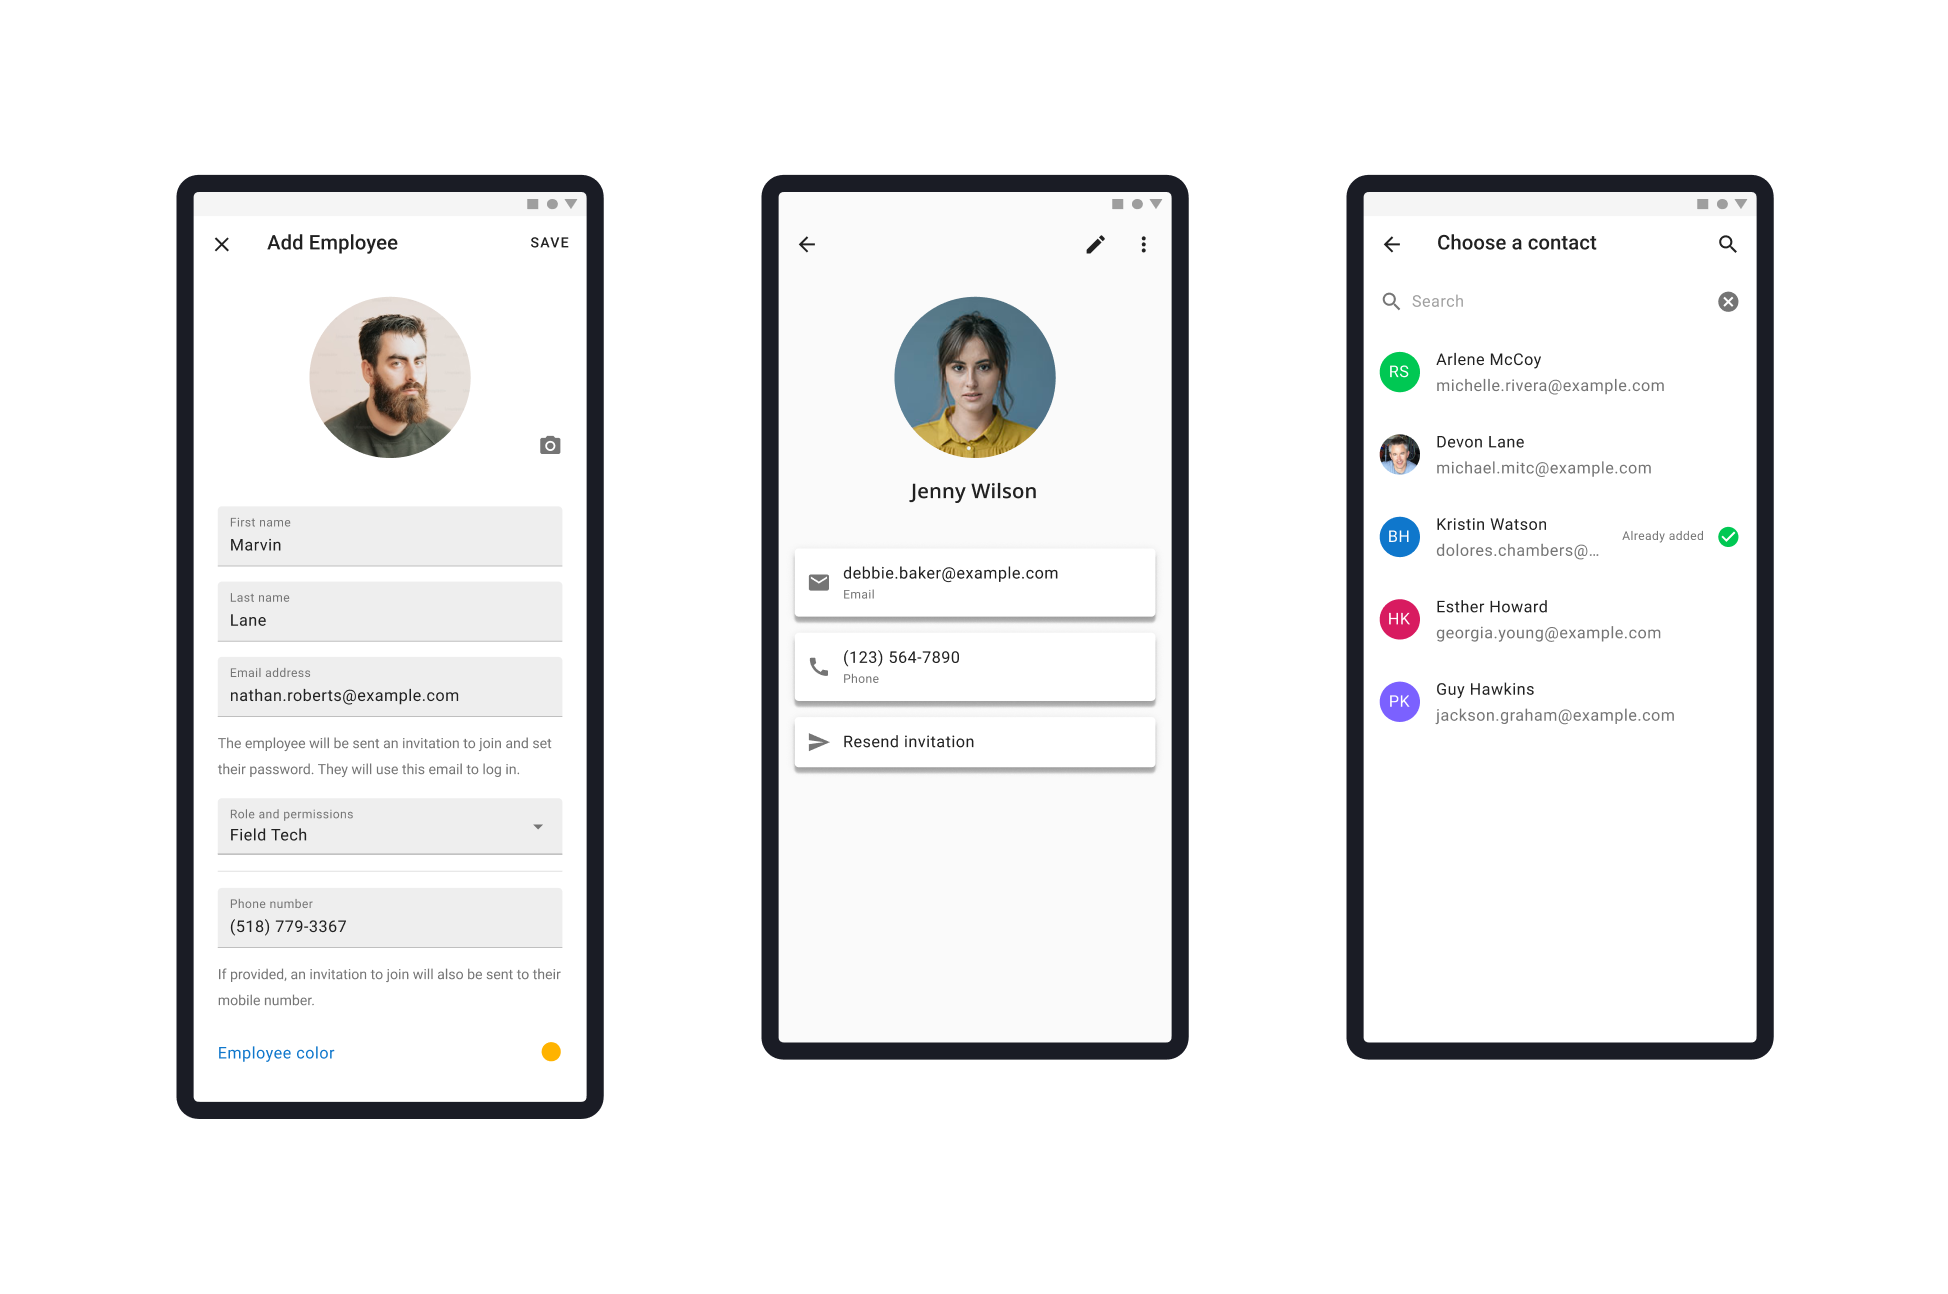 Add Employee
SAVE
First name
Marvin
Last name
Lane
Email address
nathan.roberts@example.com
The employee will be sent an invitation to join and set
their password. They will use this email to log in.
Role and permissions
Field Tech
Phone number
(518) 779-3367
If provided, an invitation to join will also be sent to their
mobile number.
Employee color
Jenny Wilson
debbie.baker@example.com
Email
(123) 564-7890
Phone
Resend invitation
Choose a contact
Search
RS
Arlene McCoy
michelle.rivera@example.com
Devon Lane
michael.mitc@example.com
BH
Kristin Watson
dolores.chambers@...
Already added
HK
Esther Howard
georgia.young@example.com
PK
Guy Hawkins
jackson.graham@example.com